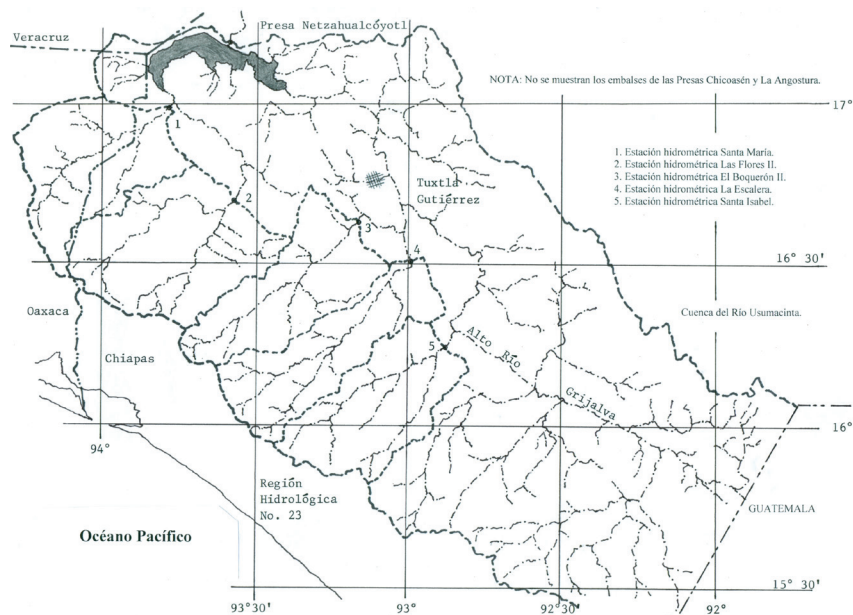 Presa Netzahualcóyotl
Veracruz
NOTA: No se muestran los embalses de las Presas Chicoasén y La Angostura.
17°
1
1. Estación hidrométrica Santa María.
2. Estación hidrométrica Las Flores II.
3. Estación hidrométrica El Boquerón II.
4. Estación hidrométrica La Escalera.
5. Estación hidrométrica Santa Isabel.
Tuxtla
Gutiérrez
2
3
4
16° 30'
Oaxaca
Cuenca del Río Usumacinta.
Chiapas
5
Alto Río
Grijalva
94°
16°
Región
Hidrológica
No. 23
GUATEMALA
Océano Pacífico
15° 30'
93° 30'
93°
92° 30'
92°